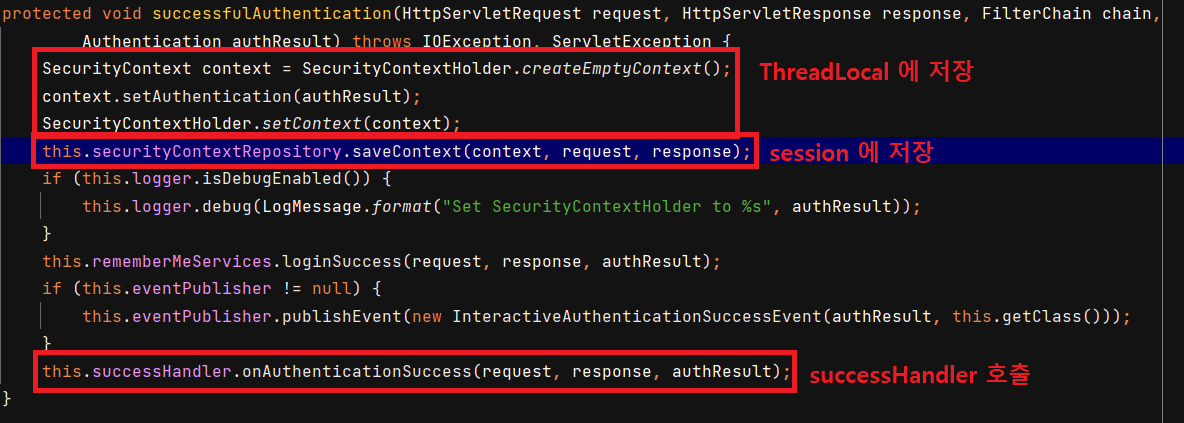 protected void successfulAuthentication(HttpServletRequest request, HttpServletResponse response, FilterChain chain,
Authentication authResult) throws IOException, ServletException {
SecurityContext context = SecurityContextHolder.createEmptyContext();
ThreadLocal 에 저장
context.setAuthentication(authResult);
SecurityContextHolder.setContext(context);
this.securityContextRepository.saveContext(context, request, response);
session 에 저장
if (this.logger.isDebugEnabled()) {
this.logger.debug(LogMessage.format("Set SecurityContextHolder to %s", authResult));
}
this.rememberMeServices.loginSuccess(request, response, authResult);
if (this.eventPublisher != null) {
this.eventPublisher.publishEvent(new InteractiveAuthenticationSuccessEvent(authResult, this.getClass()));
}
this.successHandler.onAuthenticationSuccess(request, response, authResult);
successHandler 호출
}